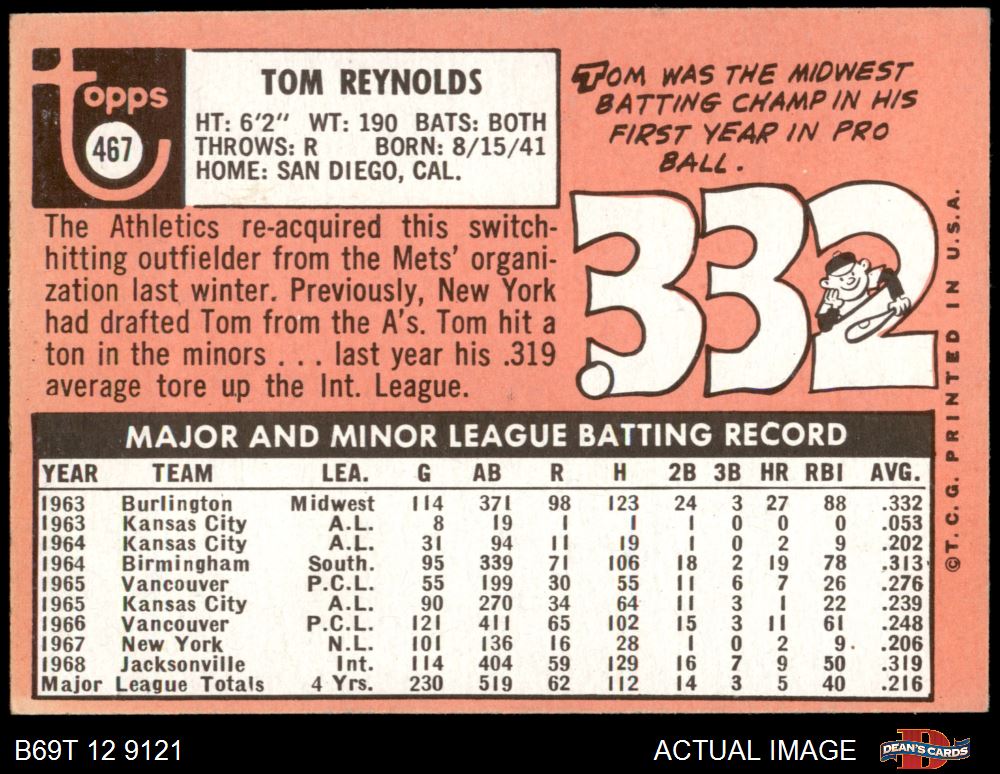 topps
467
TOM REYNOLDS
HT: 6'2" WT: 190 BATS: BOTH
THROWS: R BORN: 8/15/41
HOME: SAN DIEGO, CAL.
TOM WAS THE MIDWEST
BATTING CHAMP IN HIS
FIRST YEAR IN PRO
BALL.
.332
The Athletics re-acquired this switch-
hitting outfielder from the Mets' organi-
zation last winter. Previously, New York
had drafted Tom from the A's. Tom hit a
ton in the minors . . . last year his .319
average tore up the Int. League.
MAJOR AND MINOR LEAGUE BATTING RECORD
YEAR TEAM LEA. G AB R H 2B 3B HR RBI AVG.
1963 Burlington Midwest 114 371 98 123 24 3 27 88 .332
1963 Kansas City A.L. 8 19 1 1 1 0 0 0 .053
1964 Kansas City A.L. 31 94 11 19 1 0 2 9 .202
1964 Birmingham South. 95 339 71 106 18 2 19 78 .313
1965 Vancouver P.C.L. 55 199 30 55 11 6 7 26 .276
1965 Kansas City A.L. 90 270 34 64 11 3 1 22 .239
1966 Vancouver P.C.L. 121 411 65 102 15 3 11 61 .248
1967 New York N.L. 101 136 16 28 1 0 2 9 .206
1968 Jacksonville Int. 114 404 59 129 16 7 9 50 .319
Major League Totals 4 Yrs. 230 519 62 112 14 3 5 40 .216
©T.C.G. PRINTED IN U.S.A.
B69T 12 9121
ACTUAL IMAGE
D
DEAN'S CARDS